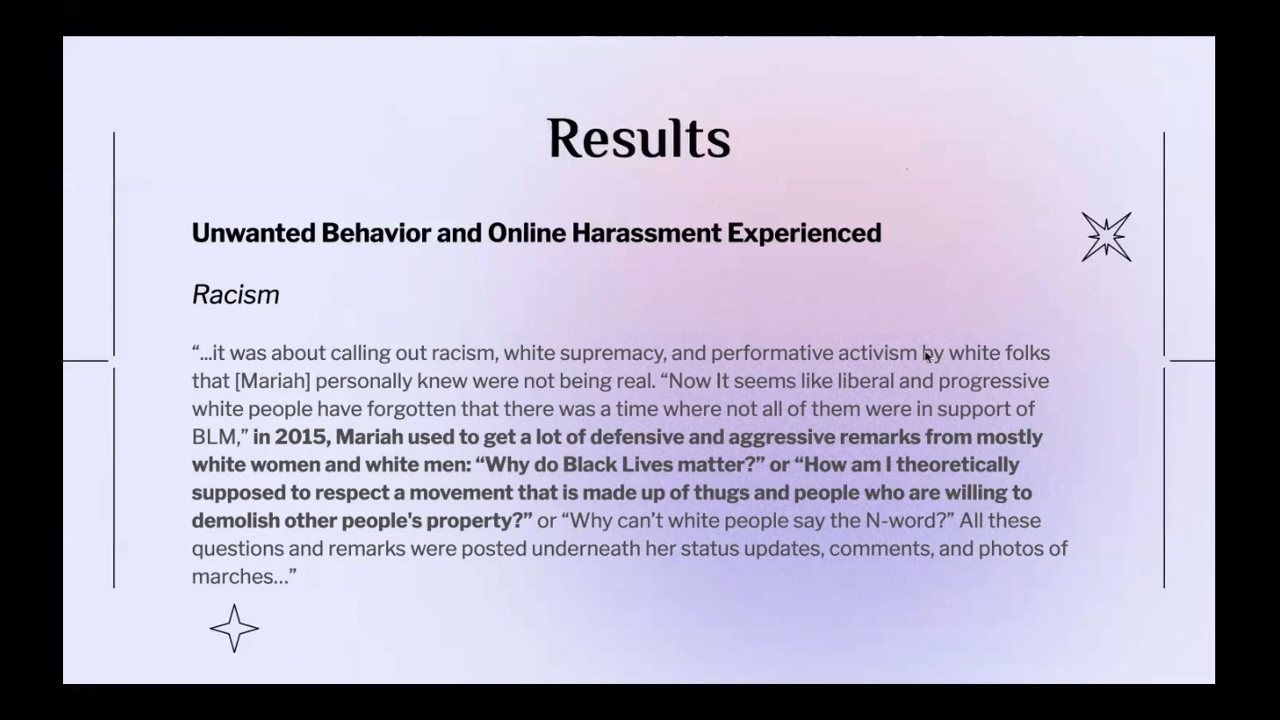 Results
Unwanted Behavior and Online Harassment Experienced
Racism
“...it was about calling out racism, white supremacy, and performative activism by white folks
that [Mariah] personally knew were not being real. “Now It seems like liberal and progressive
white people have forgotten that there was a time where not all of them were in support of
BLM,” in 2015, Mariah used to get a lot of defensive and aggressive remarks from mostly
white women and white men: “Why do Black Lives matter?” or “How am I theoretically
supposed to respect a movement that is made up of thugs and people who are willing to
demolish other people's property?” or “Why can’t white people say the N-word?” All these
questions and remarks were posted underneath her status updates, comments, and photos of
marches...”